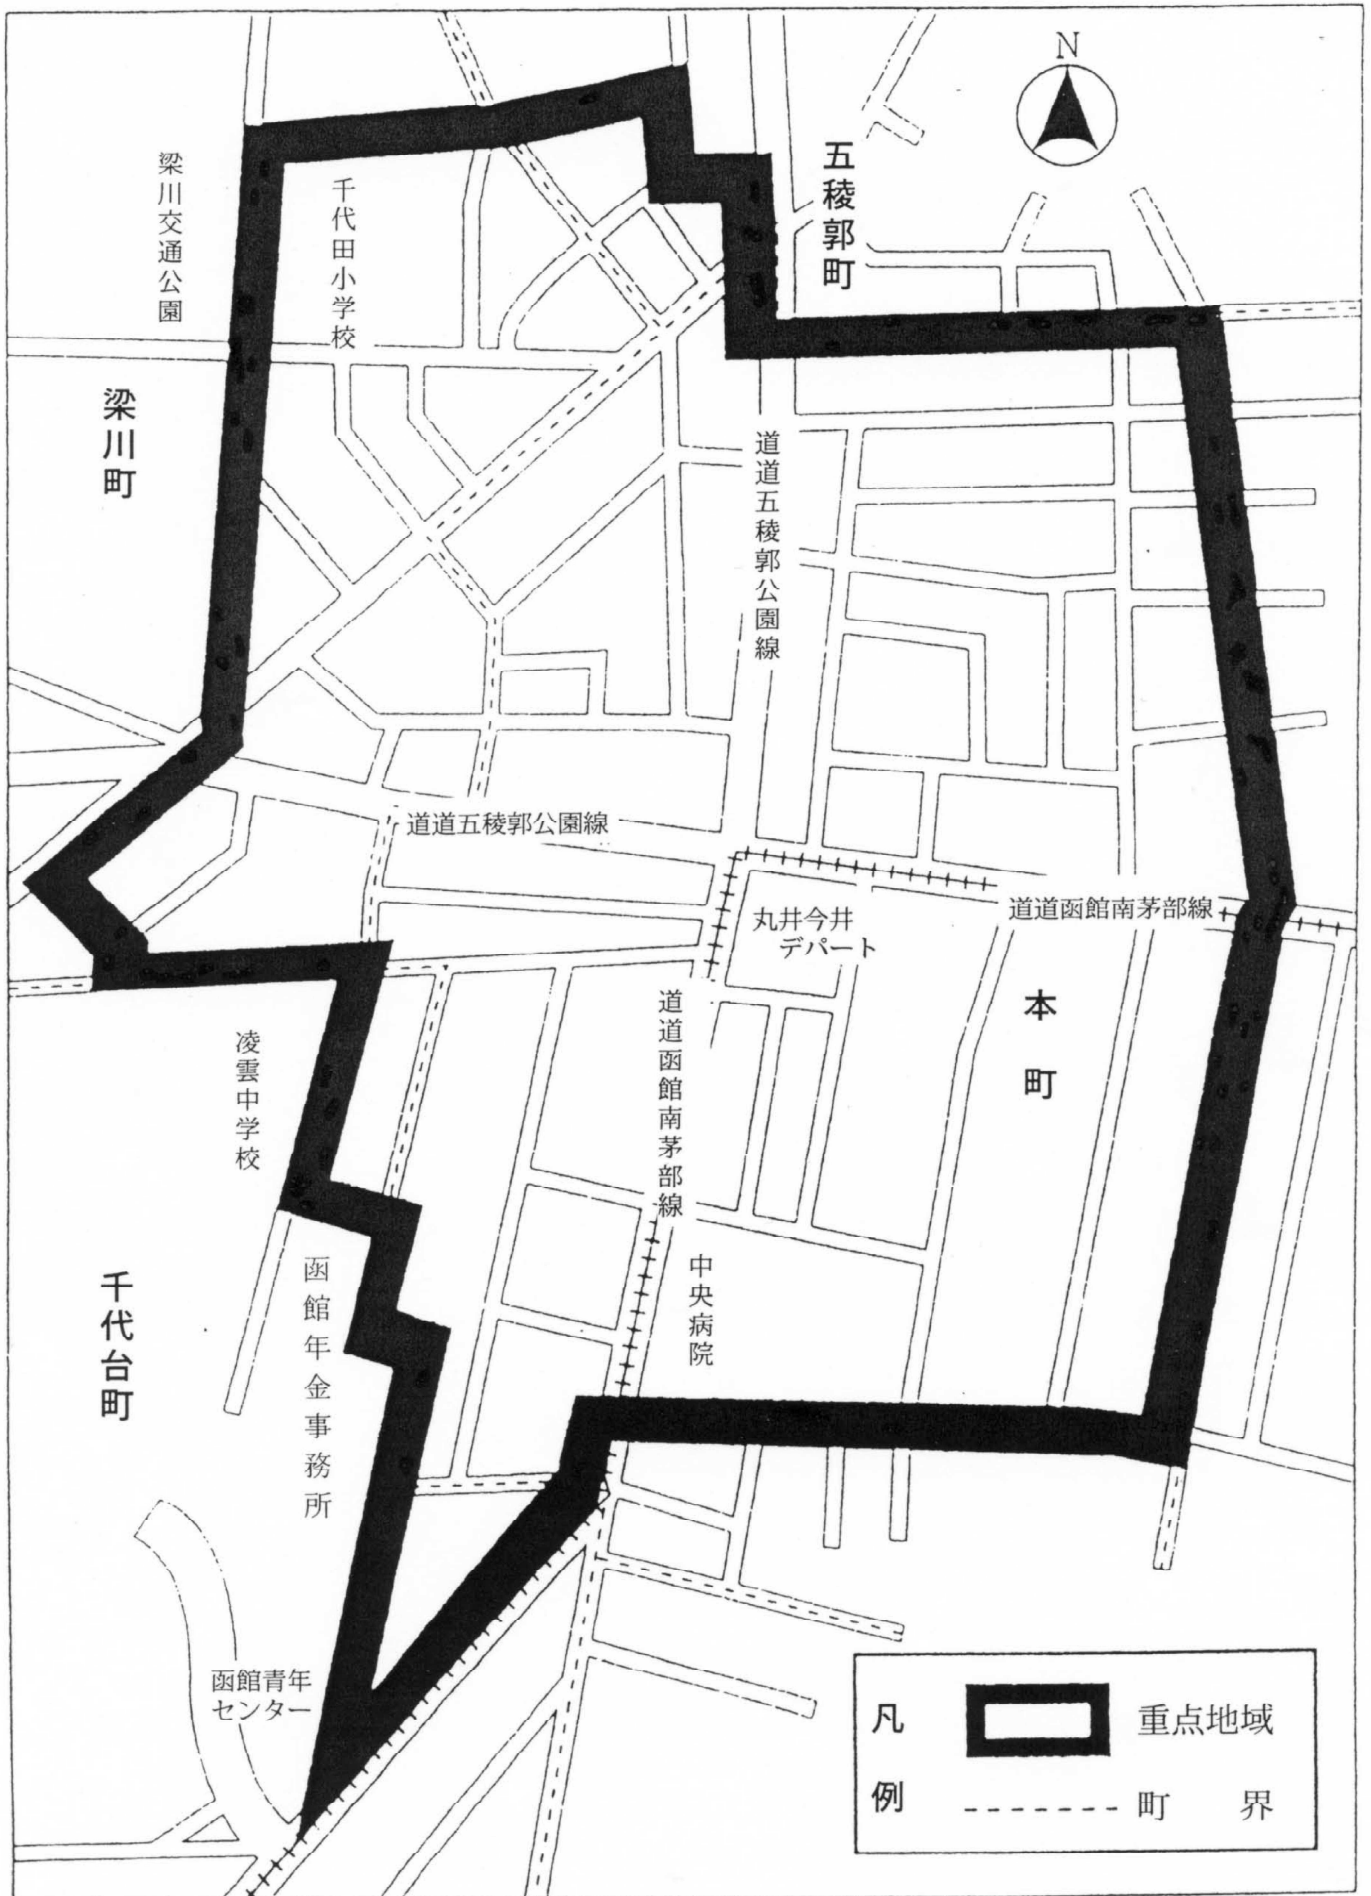 N
五稜郭町
梁川交通公園
千代田小学校
梁川町
道道五稜郭公園線
道道五稜郭公園線
丸井今井
デパート
道道函館南茅部線
本町
道道函館南茅部線
凌雲中学校
中央病院
函館年金事務所
千代台町
函館青年
センター
凡例
重点地域
町界